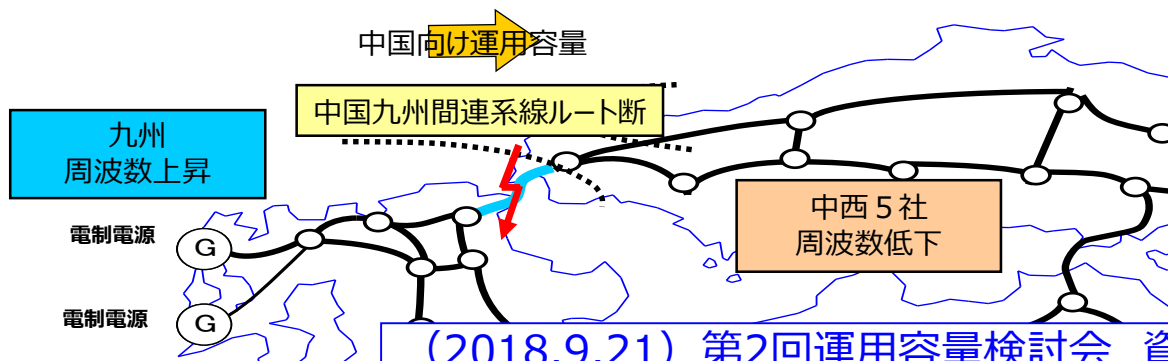 中国向け運用容量
中国九州間連系線ルート断
九州
周波数上昇
中西５社
周波数低下
電制電源
G
電制電源
G
（2018.9.21）第2回運用容量検討会 資